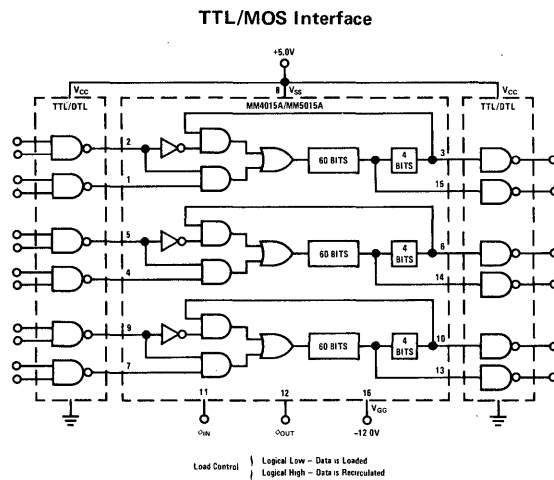 TTL/MOS Interface
+5.0V
VCC
8 VSS
VCC
TTL/DTL
MM4015A/MM5015A
TTL/DTL
2
60 BITS
4 BITS
3
1
15
5
60 BITS
4 BITS
6
4
14
9
60 BITS
4 BITS
10
7
13
11
12
16
VGG
φIN
φOUT
-12 0V
Load Control
Logical Low – Data is Loaded
Logical High – Data is Recirculated